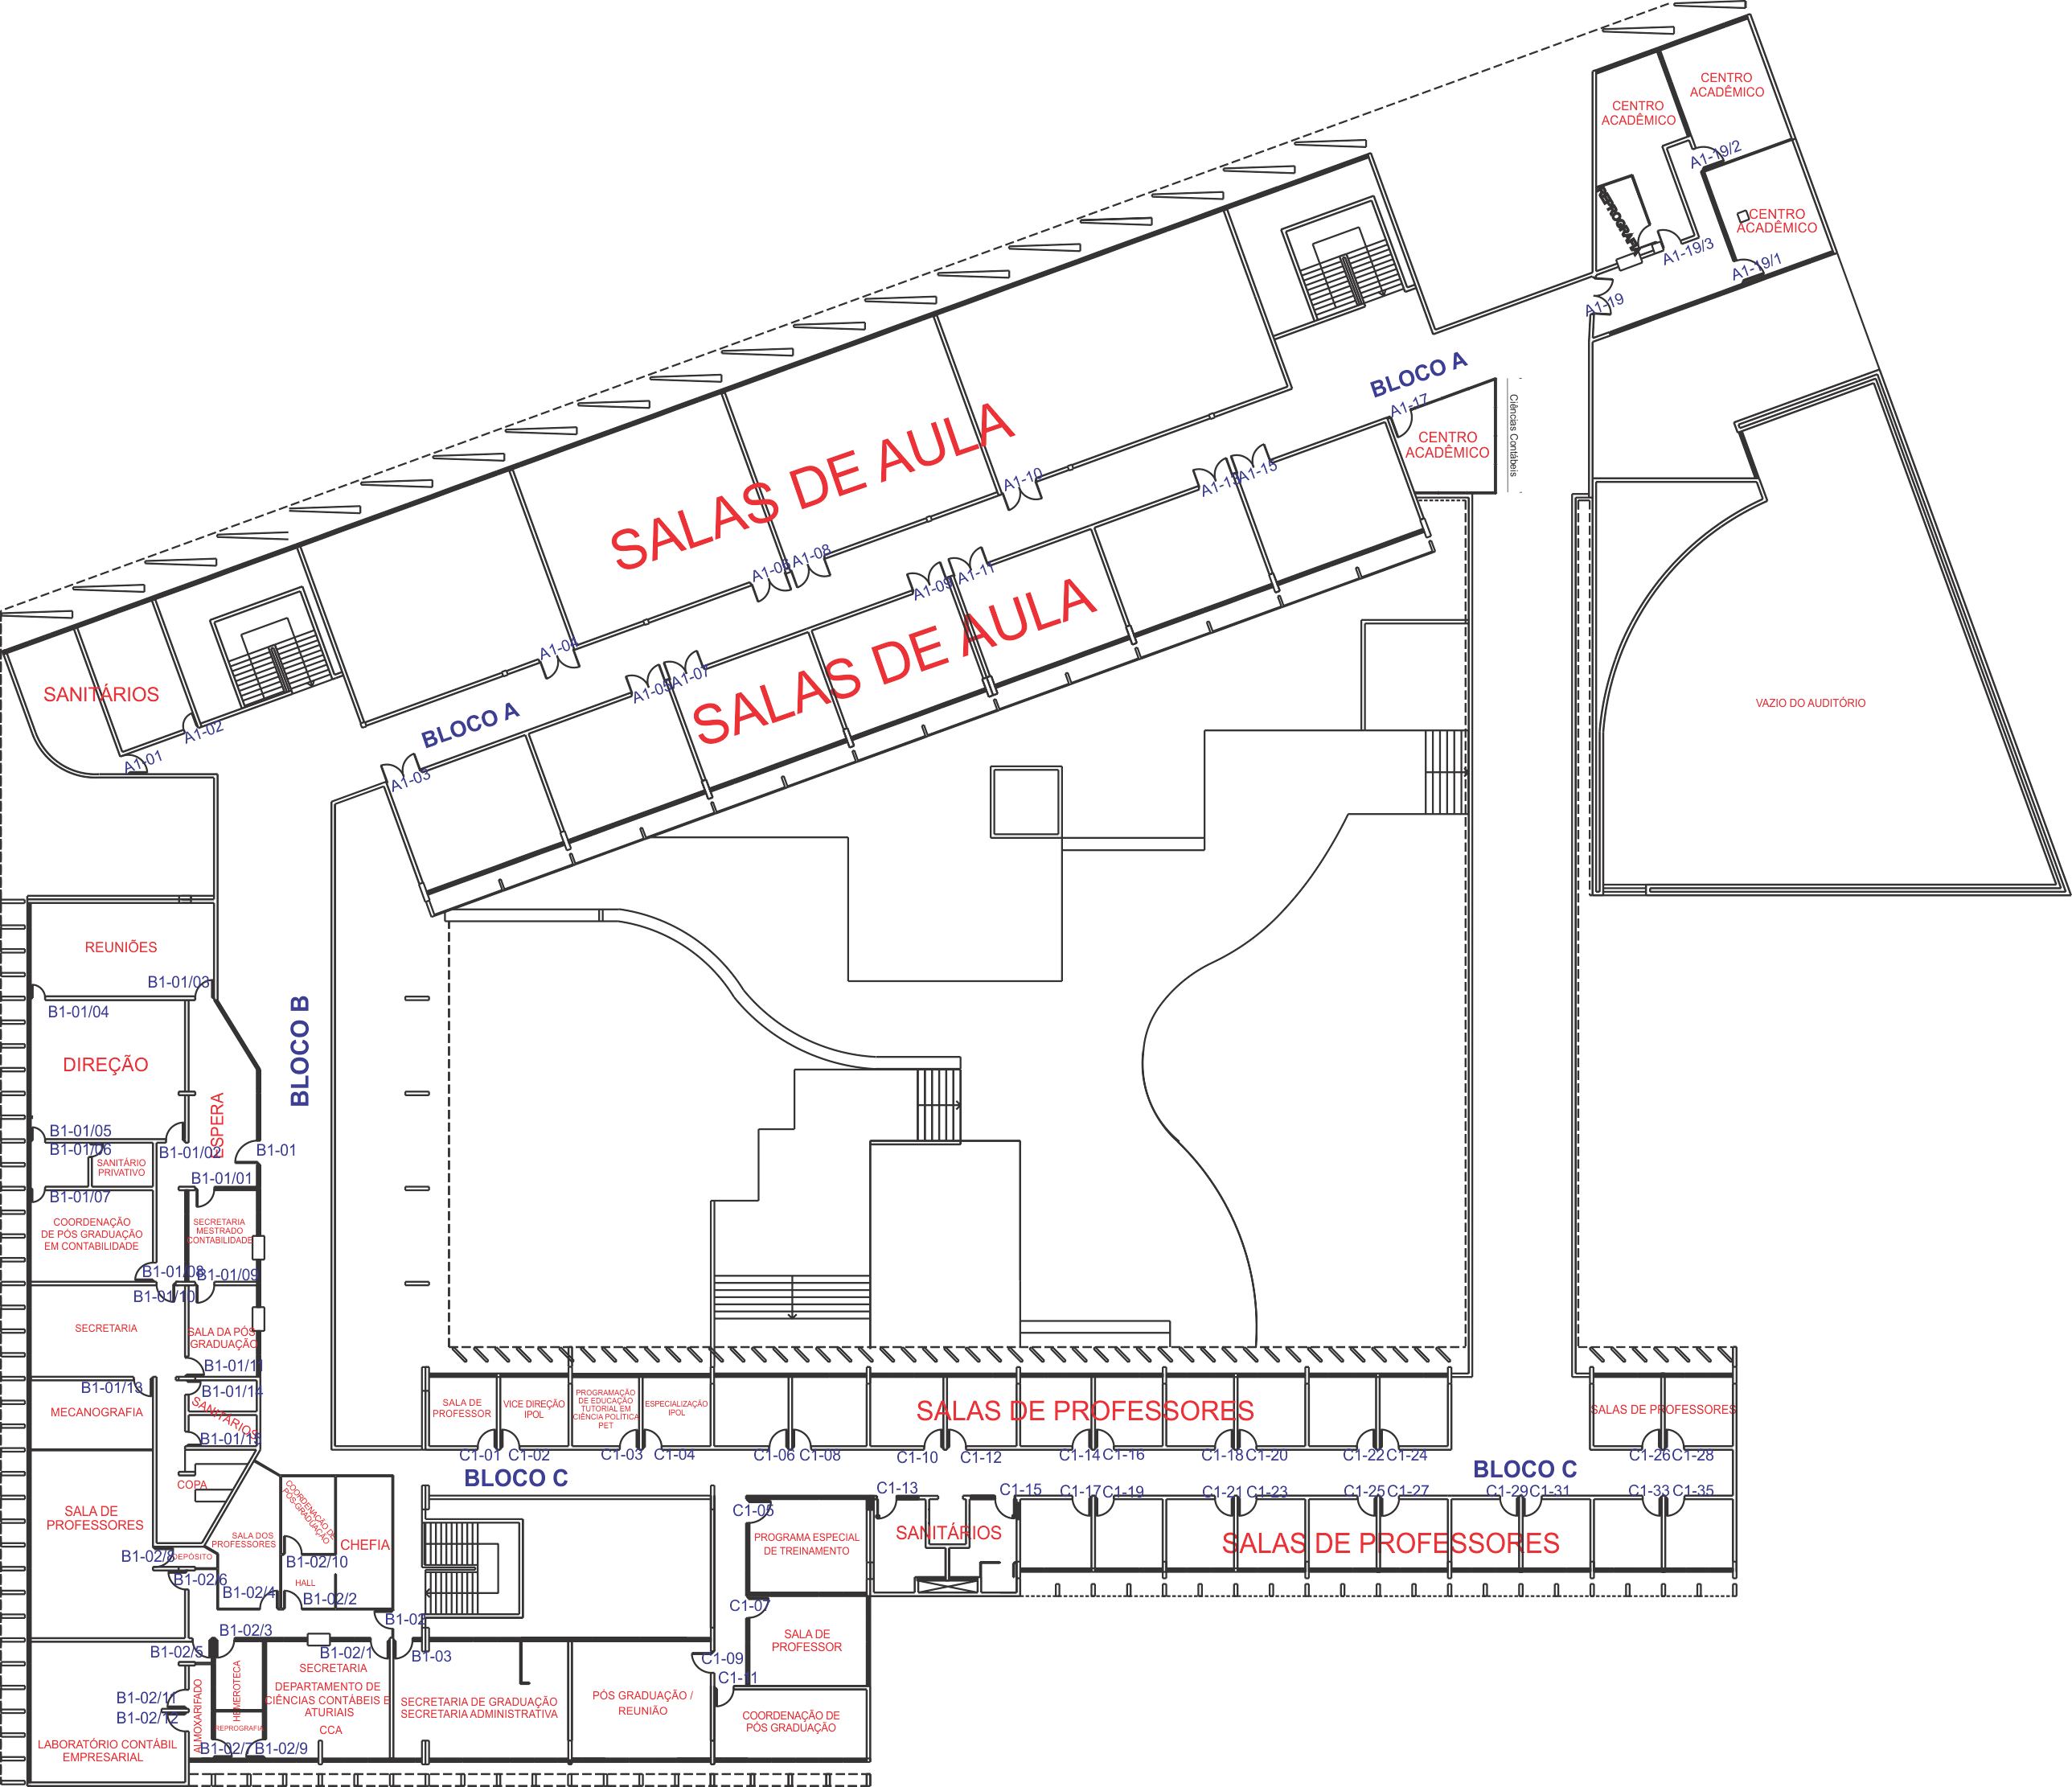 CENTRO
ACADÊMICO
CENTRO
ACADÊMICO
A1-19/2
REPROGRAFIA
CENTRO
ACADÊMICO
A1-19/3
A1-19/1
A1-19
BLOCO A
A1-17
CENTRO
ACADÊMICO
Ciências Contábeis
SALAS DE AULA
A1-10
A1-13
A1-15
A1-06
A1-08
A1-09
A1-11
SALAS DE AULA
A1-04
A1-05
A1-07
SANITÁRIOS
A1-02
A1-01
BLOCO A
A1-03
VAZIO DO AUDITÓRIO
REUNIÕES
B1-01/03
B1-01/04
BLOCO B
DIREÇÃO
ESPERA
B1-01/05
B1-01/06
B1-01/02
B1-01
SANITÁRIO
PRIVATIVO
B1-01/01
B1-01/07
COORDENAÇÃO
DE PÓS GRADUAÇÃO
EM CONTABILIDADE
SECRETARIA
MESTRADO
CONTABILIDADE
B1-01/08
B1-01/09
B1-01/10
SECRETARIA
SALA DA PÓS
GRADUAÇÃO
B1-01/11
B1-01/13
B1-01/14
MECANOGRAFIA
SANITÁRIOS
B1-01/15
COPA
SALA DE
PROFESSORES
SALA DOS
PROFESSORES
COORDENAÇÃO DE
PÓS-GRADUAÇÃO
CHEFIA
B1-02/8
DEPÓSITO
B1-02/10
B1-02/6
HALL
B1-02/4
B1-02/2
B1-02
B1-02/3
B1-02/5
B1-02/1
B1-03
HEMEROTECA
SECRETARIA
DEPARTAMENTO DE
CIÊNCIAS CONTÁBEIS E
ATURIAIS
CCA
B1-02/11
B1-02/12
ALMOXARIFADO
REPROGRAFIA
LABORATÓRIO CONTÁBIL
EMPRESARIAL
B1-02/7
B1-02/9
SECRETARIA DE GRADUAÇÃO
SECRETARIA ADMINISTRATIVA
PÓS GRADUAÇÃO /
REUNIÃO
SALA DE
PROFESSOR
VICE DIREÇÃO
IPOL
PROGRAMAÇÃO
DE EDUCAÇÃO
TUTORIAL EM
CIÊNCIA POLÍTICA
PET
ESPECIALIZAÇÃO
IPOL
SALAS DE PROFESSORES
SALAS DE PROFESSORES
C1-01
C1-02
C1-03
C1-04
C1-06
C1-08
C1-10
C1-12
C1-14
C1-16
C1-18
C1-20
C1-22
C1-24
C1-26
C1-28
BLOCO C
BLOCO C
C1-05
C1-13
C1-15
C1-17
C1-19
C1-21
C1-23
C1-25
C1-27
C1-29
C1-31
C1-33
C1-35
PROGRAMA ESPECIAL
DE TREINAMENTO
SANITÁRIOS
SALAS DE PROFESSORES
C1-07
SALA DE
PROFESSOR
C1-09
C1-11
COORDENAÇÃO DE
PÓS GRADUAÇÃO